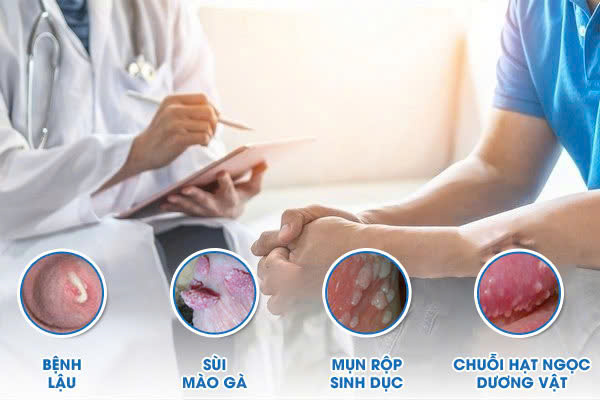 BỆNH
LẬU
SÙI
MÀO GÀ
MỤN RỘP
SINH DỤC
CHUỖI HẠT NGỌC
DƯƠNG VẬT